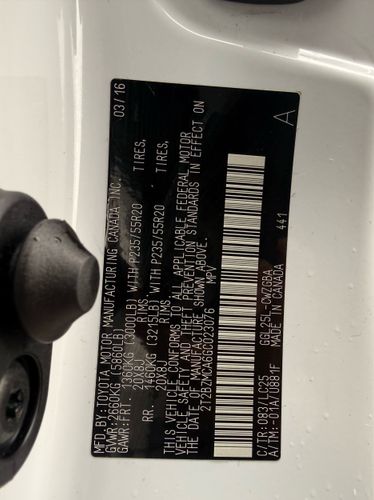 MFD.BY:TOYOTA MOTOR MANUFACTURING CANADA INC. 03/16
GVWR:2660KG (5860LB)
GAWR:FRT. 1365KG (3000LB) WITH P235/55R20 TIRES,
20X8J RIMS,
RR. 1460KG (3215LB) WITH P235/55R20 TIRES,
20X8J RIMS,
THIS VEHICLE CONFORMS TO ALL APPLICABLE FEDERAL MOTOR
VEHICLE SAFETY AND THEFT PREVENTION STANDARDS IN EFFECT ON
THE DATE OF MANUFACTURE SHOWN ABOVE.
2T2BZMCA6GC023076 MPV
C/TR:083/LC25 GGL25L-CWZGBA
A/TM:-01A/U881F MADE IN CANADA 441
A